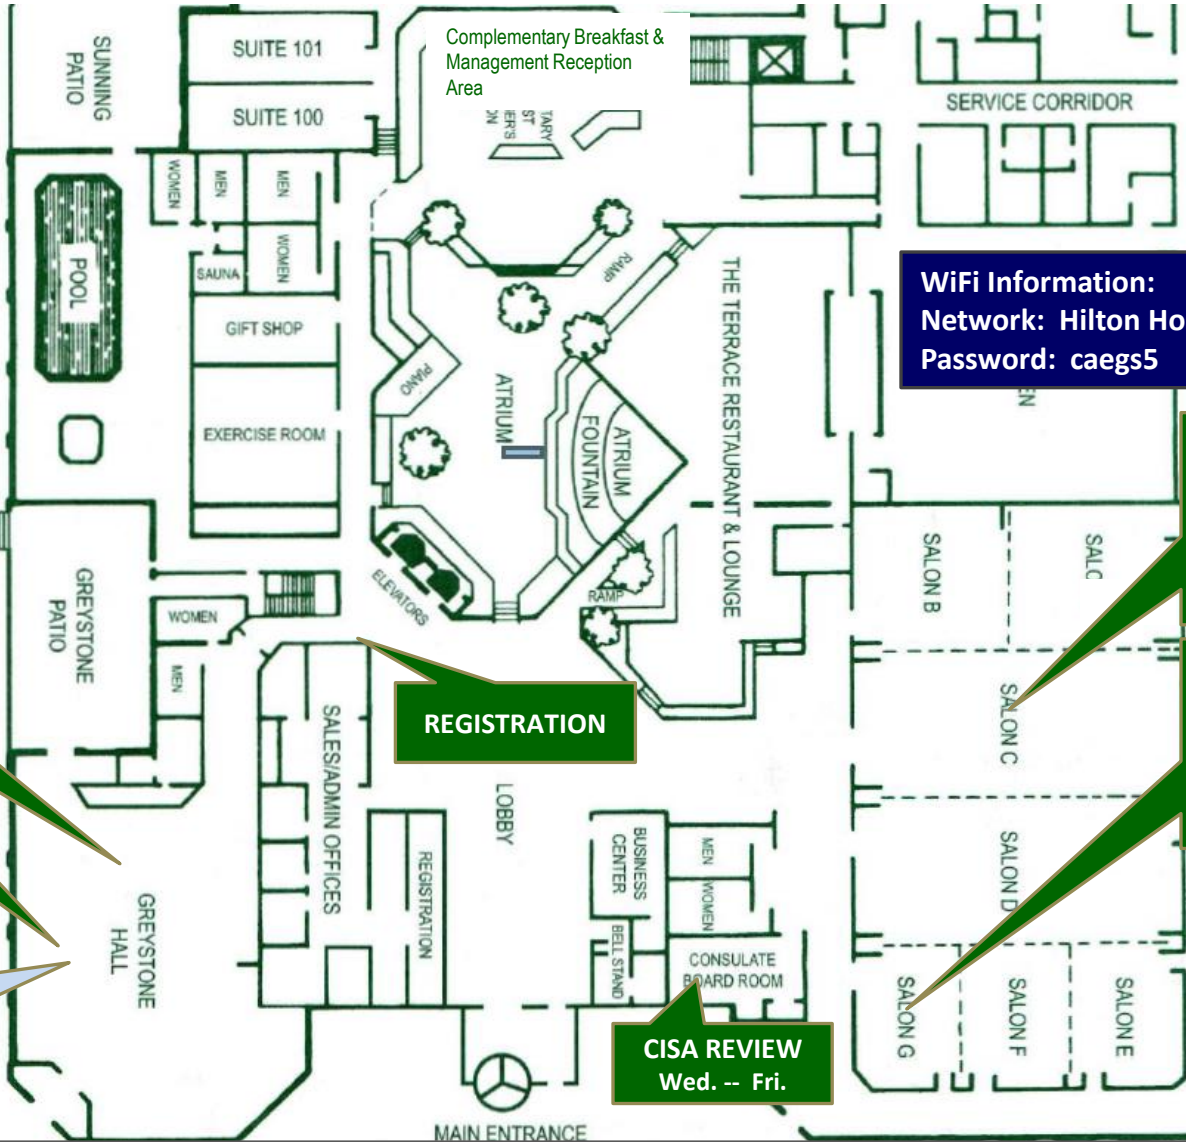 Complementary Breakfast &
Management Reception
Area
SUNNING
PATIO
SUITE 101
SUITE 100
SERVICE CORRIDOR
WOMEN
MEN
MEN
WOMEN
SAUNA
POOL
GIFT SHOP
EXERCISE ROOM
RAMP
PIANO
ATRIUM
ATRIUM
FOUNTAIN
THE TERRACE RESTAURANT & LOUNGE
WiFi Information:
Network: Hilton Ho
Password: caegs5
EN
ELEVATORS
RAMP
SALON B
SALC
GREYSTONE
PATIO
WOMEN
MEN
REGISTRATION
SALON C
SALES/ADMIN OFFICES
LOBBY
REGISTRATION
BUSINESS
CENTER
MEN
WOMEN
SALON D
GREYSTONE
HALL
BELL STAND
CONSULATE
BOARD ROOM
SALON G
SALON F
SALON E
CISA REVIEW
Wed. -- Fri.
MAIN ENTRANCE